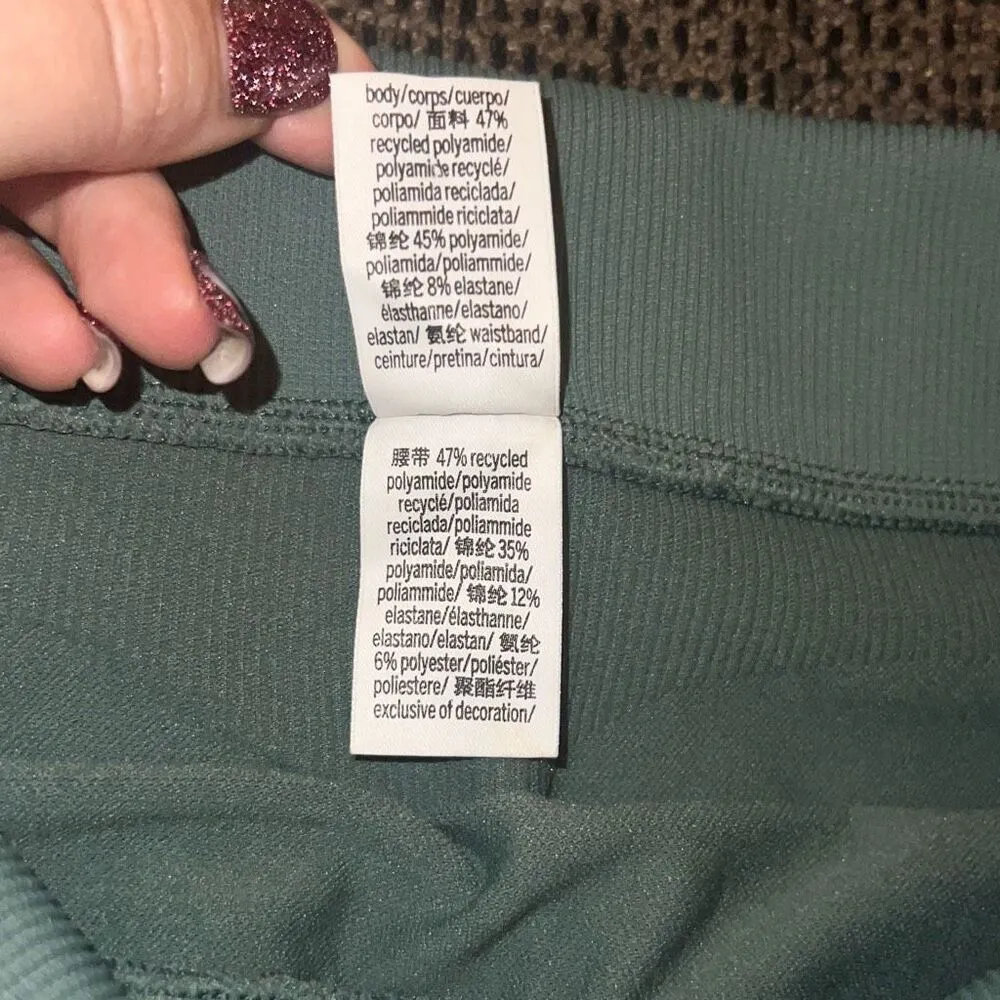 body/corps/cuerpo/
corpo/ 面料 47%
recycled polyamide/
polyamide recyclé/
poliamida reciclada/
poliammide riciclata/
锦纶 45% polyamide/
poliamida/poliammide/
锦纶 8% elastane/
élasthanne/elastano/
elastan/ 氨纶 waistband/
ceinture/pretina/cintura/
腰带 47% recycled
polyamide/polyamide
recyclé/poliamida
reciclada/poliammide
riciclata/ 锦纶 35%
polyamide/poliamida/
poliammide/ 锦纶 12%
elastane/élasthanne/
elastano/elastan/ 氨纶
6% polyester/poliéster/
poliestere/ 聚酯纤维
exclusive of decoration/